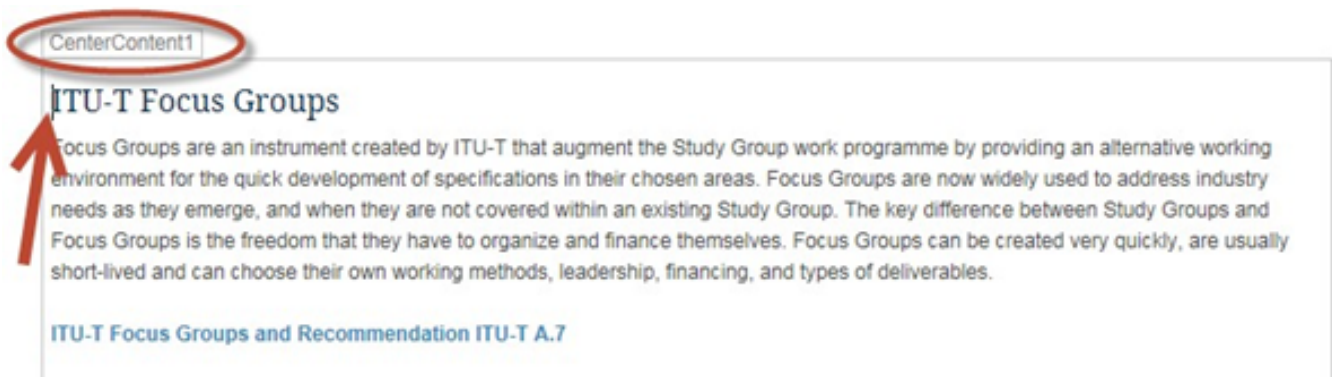 CenterContent1
ITU-T Focus Groups
Focus Groups are an instrument created by ITU-T that augment the Study Group work programme by providing an alternative working
environment for the quick development of specifications in their chosen areas. Focus Groups are now widely used to address industry
needs as they emerge, and when they are not covered within an existing Study Group. The key difference between Study Groups and
Focus Groups is the freedom that they have to organize and finance themselves. Focus Groups can be created very quickly, are usually
short-lived and can choose their own working methods, leadership, financing, and types of deliverables.
ITU-T Focus Groups and Recommendation ITU-T A.7